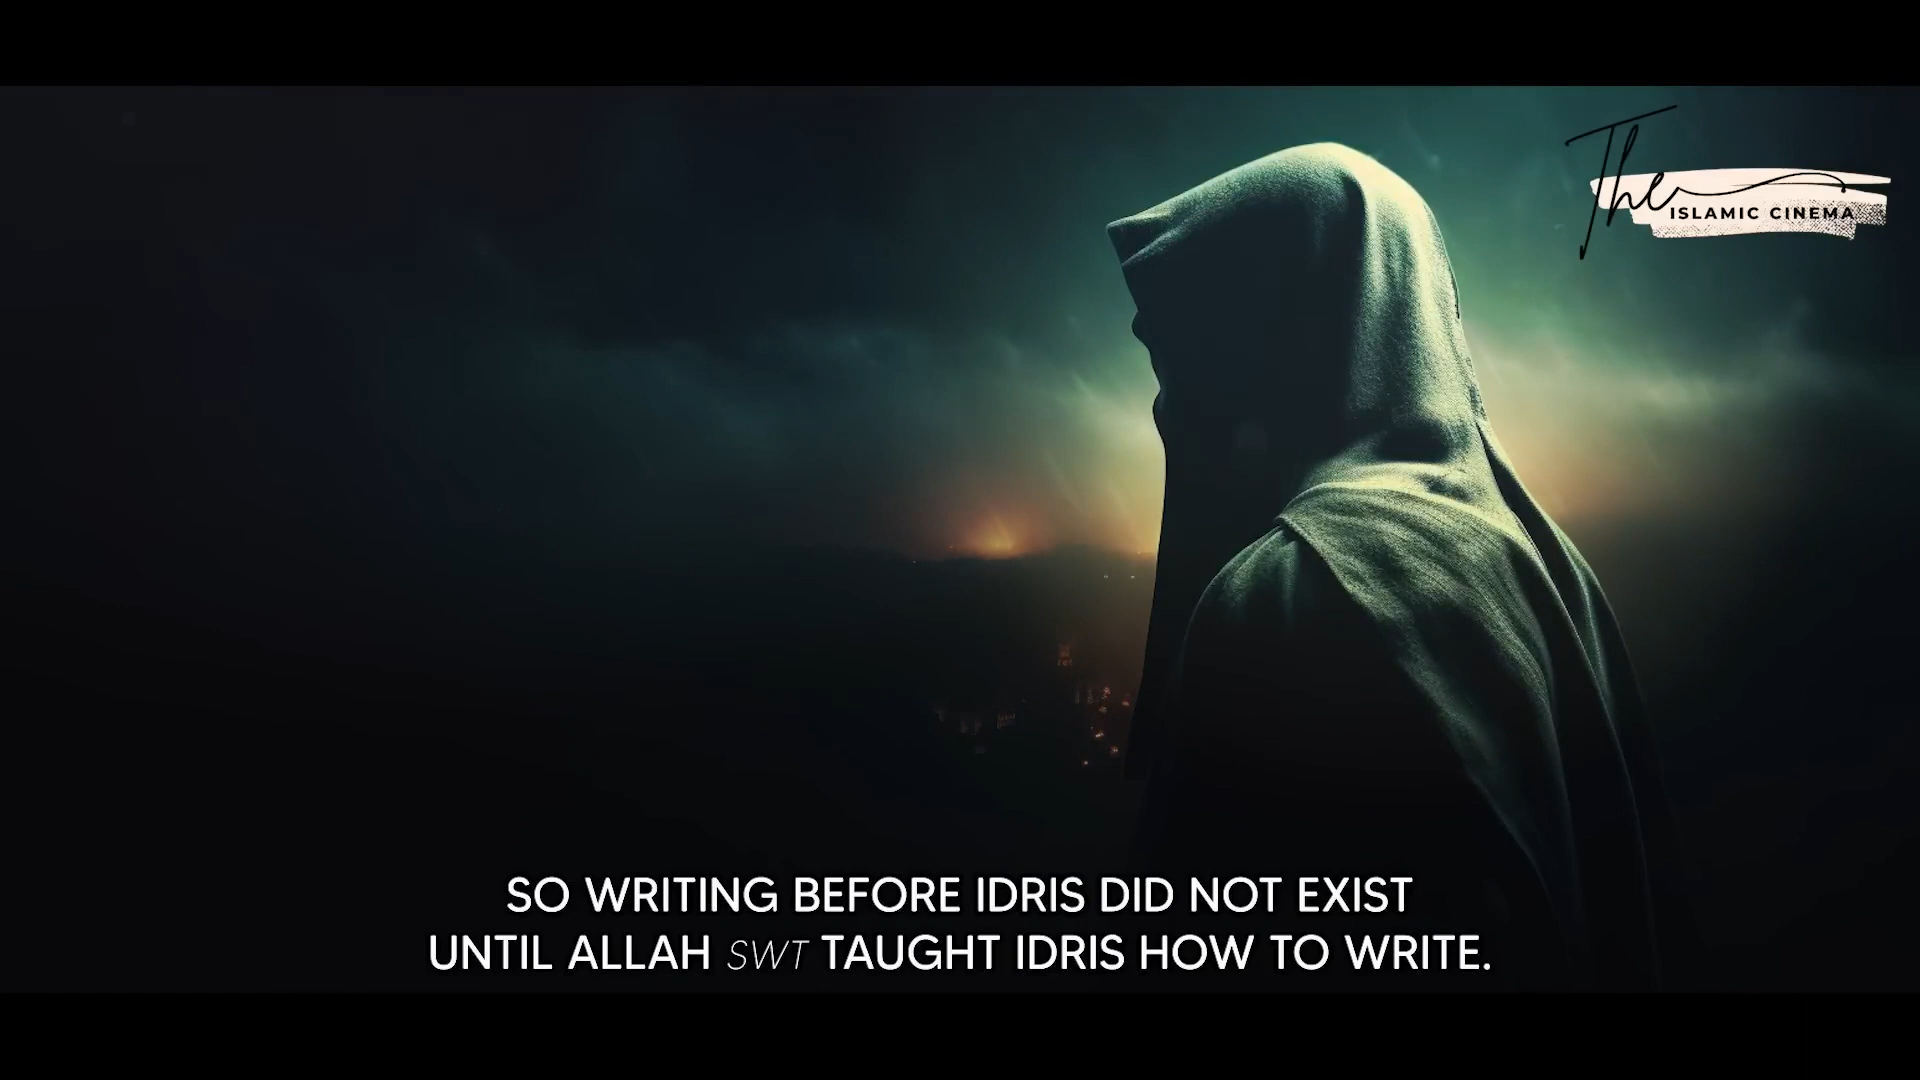 The
ISLAMIC CINEMA
SO WRITING BEFORE IDRIS DID NOT EXIST
UNTIL ALLAH SWT TAUGHT IDRIS HOW TO WRITE.